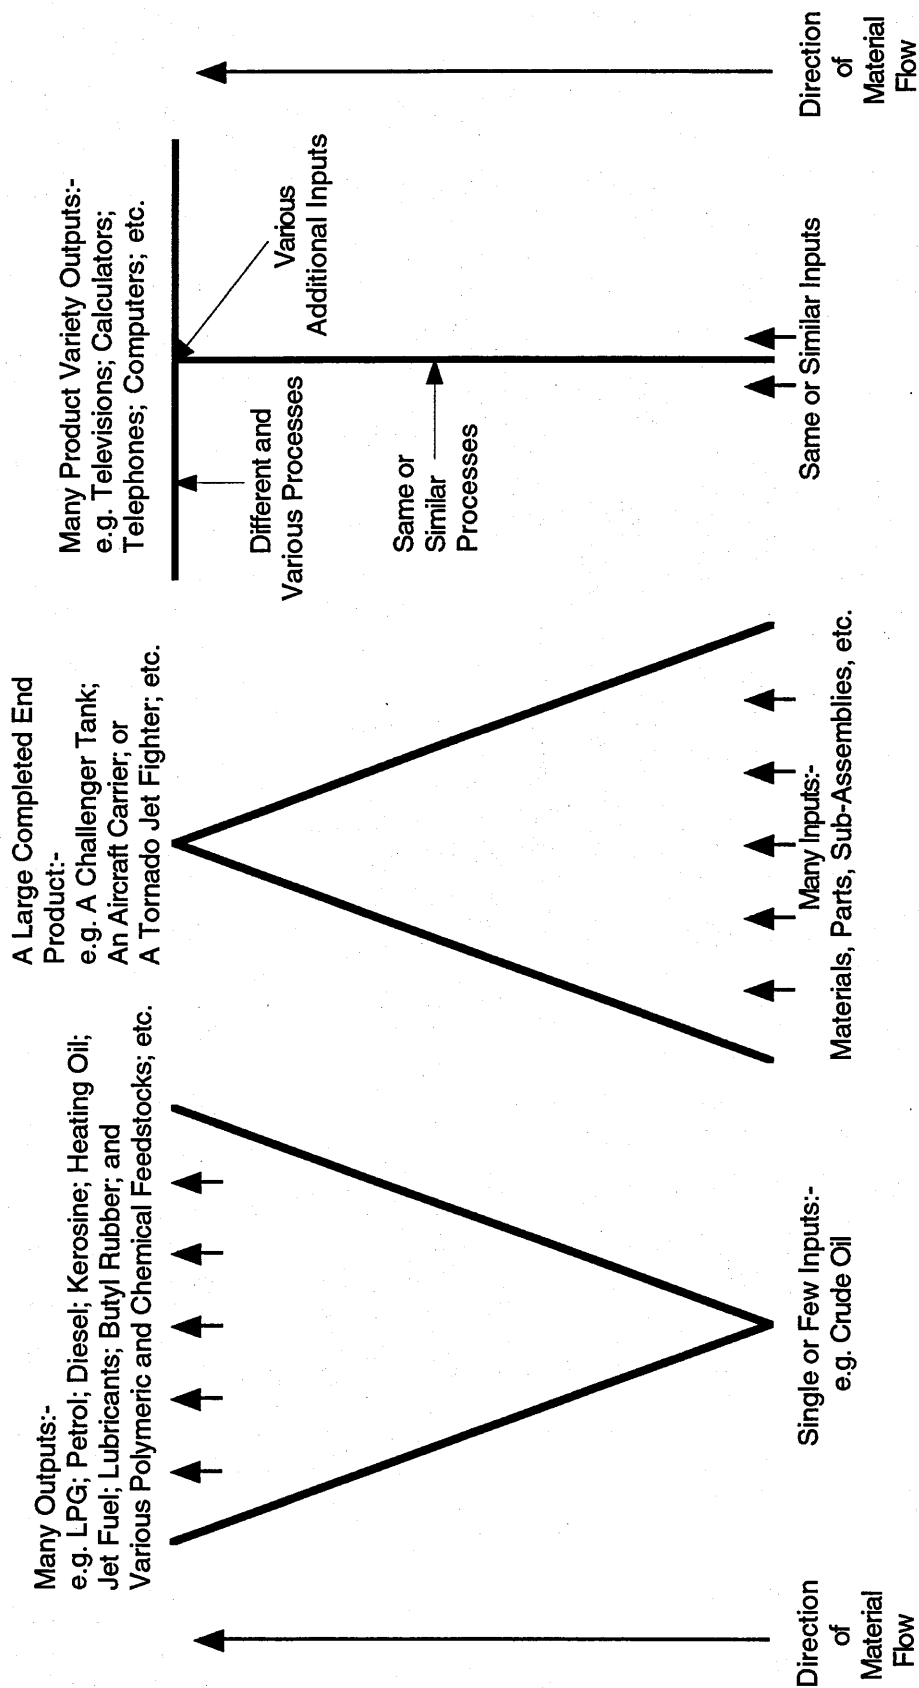 Many Outputs:-
e.g. LPG; Petrol; Diesel; Kerosine; Heating Oil;
Jet Fuel; Lubricants; Butyl Rubber; and
Various Polymeric and Chemical Feedstocks; etc.
A Large Completed End
Product:-
e.g. A Challenger Tank;
An Aircraft Carrier; or
A Tornado Jet Fighter; etc.
Many Product Variety Outputs:-
e.g. Televisions; Calculators;
Telephones; Computers; etc.
Different and
Various Processes
Various
Additional Inputs
Same or
Similar
Processes
Direction
of
Material
Flow
Single or Few Inputs:-
e.g. Crude Oil
Many Inputs:-
Materials, Parts, Sub-Assemblies, etc.
Same or Similar Inputs
Direction
of
Material
Flow